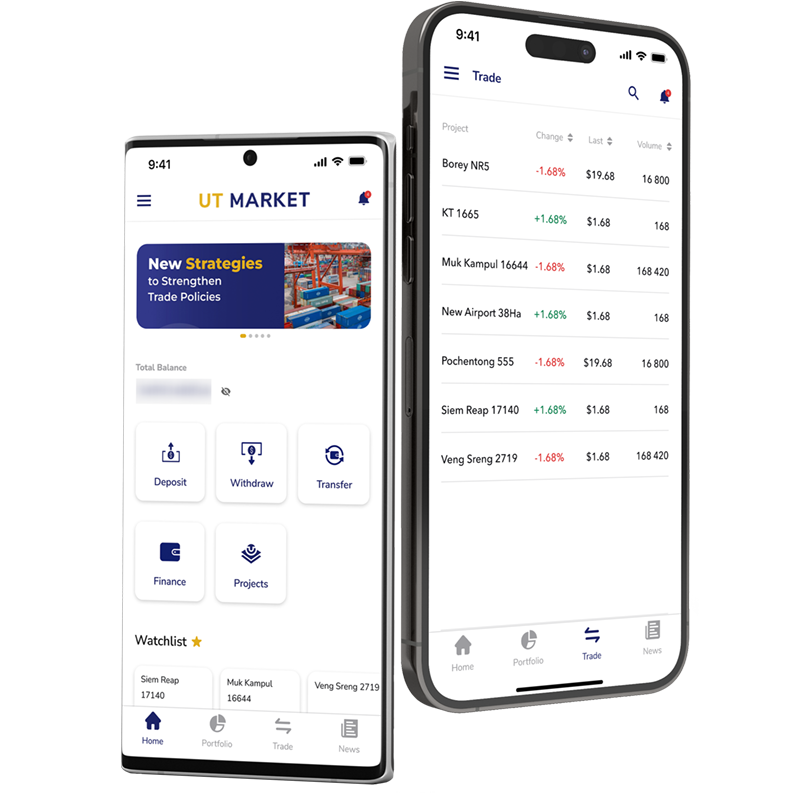 9:41
UT MARKET
New Strategies
to Strengthen
Trade Policies
Total Balance
Deposit
Withdraw
Transfer
Finance
Projects
Watchlist
Siem Reap
17140
Muk Kampul
16644
Veng Sreng 2719
Home
Portfolio
Trade
News
9:41
Trade
Project Change Last Volume
Borey NR5 -1.68% $19.68 16 800
KT 1665 +1.68% $1.68 168
Muk Kampul 16644 -1.68% $1.68 168 420
New Airport 38Ha +1.68% $1.68 168
Pochentong 555 -1.68% $19.68 16 800
Siem Reap 17140 +1.68% $1.68 168
Veng Sreng 2719 -1.68% $1.68 168 420
Home
Portfolio
Trade
News